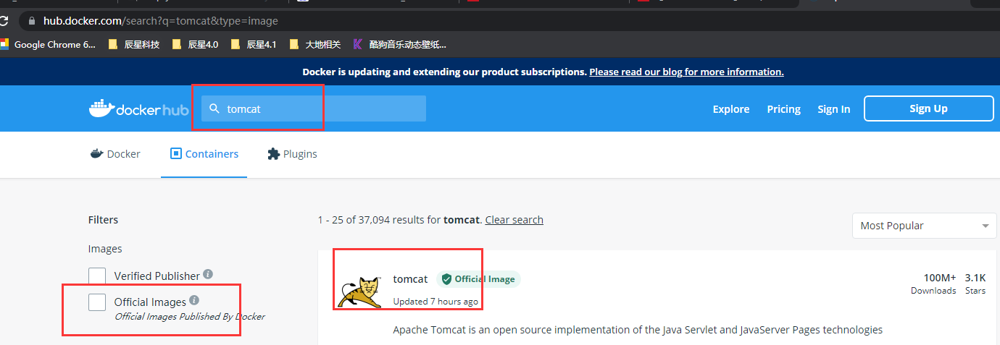 hub.docker.com/search?q=tomcat&type=image
Google Chrome 6... 辰星科技 辰星4.0 辰星4.1 大地相关 酷狗音乐动态壁纸...
Docker is updating and extending our product subscriptions. Please read our blog for more information.
docker hub tomcat Explore Pricing Sign In Sign Up
Docker Containers Plugins
Filters
Images
Verified Publisher
Official Images
Official Images Published By Docker
1 - 25 of 37,094 results for tomcat. Clear search
Most Popular
tomcat Official Image
Updated 7 hours ago
100M+ 3.1K
Downloads Stars
Apache Tomcat is an open source implementation of the Java Servlet and JavaServer Pages technologies